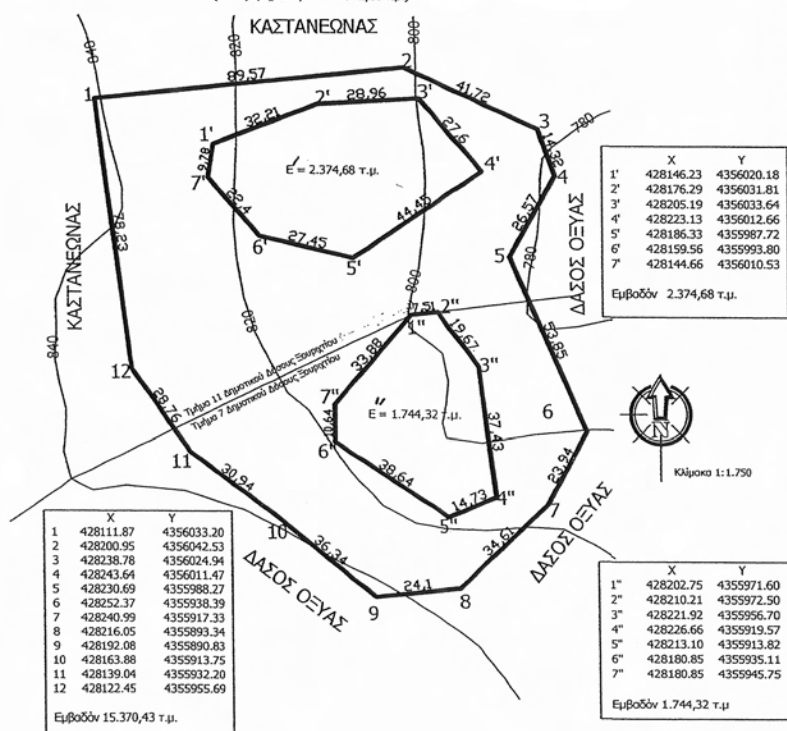 ΚΑΣΤΑΝΕΩΝΑΣ
840
820
800
780
1
89,57
2
41,72
3
14,32
4
26,57
5
53,85
6
23,94
7
34,61
8
24,1
9
36,34
10
30,94
11
28,76
12
78,23
ΚΑΣΤΑΝΕΩΝΑΣ
840
820
800
780
1'
32,21
2'
28,96
3'
27,6
4'
44,45
5'
27,45
6'
22,4
7'
9,78
Ε' = 2.374,68 τ.μ.
ΔΑΣΟΣ ΟΞΥΑΣ
X Y
1' 428146.23 4356020.18
2' 428176.29 4356031.81
3' 428205.19 4356033.64
4' 428223.13 4356012.66
5' 428186.33 4355987.72
6' 428159.56 4355993.80
7' 428144.66 4356010.53
Εμβαδόν 2.374,68 τ.μ.
Τμήμα 11 Δημοτικού Δάσους Ξουριχτίου
Τμήμα 7 Δημοτικού Δάσους Ξουριχτίου
1''
7,51
2''
19,67
3''
37,43
4''
14,73
5''
38,64
6''
10,64
7''
33,88
Ε'' = 1.744,32 τ.μ.
N
Κλίμακα 1:1.750
ΔΑΣΟΣ ΟΞΥΑΣ
ΔΑΣΟΣ ΟΞΥΑΣ
X Y
1 428111.87 4356033.20
2 428200.95 4356042.53
3 428238.78 4356024.94
4 428243.64 4356011.47
5 428230.69 4355988.27
6 428252.37 4355938.39
7 428240.99 4355917.33
8 428216.05 4355893.34
9 428192.08 4355890.83
10 428163.88 4355913.75
11 428139.04 4355932.20
12 428122.45 4355955.69
Εμβαδόν 15.370,43 τ.μ.
X Y
1'' 428202.75 4355971.60
2'' 428210.21 4355972.50
3'' 428221.92 4355956.70
4'' 428226.66 4355919.57
5'' 428213.10 4355913.82
6'' 428180.85 4355935.11
7'' 428180.85 4355945.75
Εμβαδόν 1.744,32 τ.μ